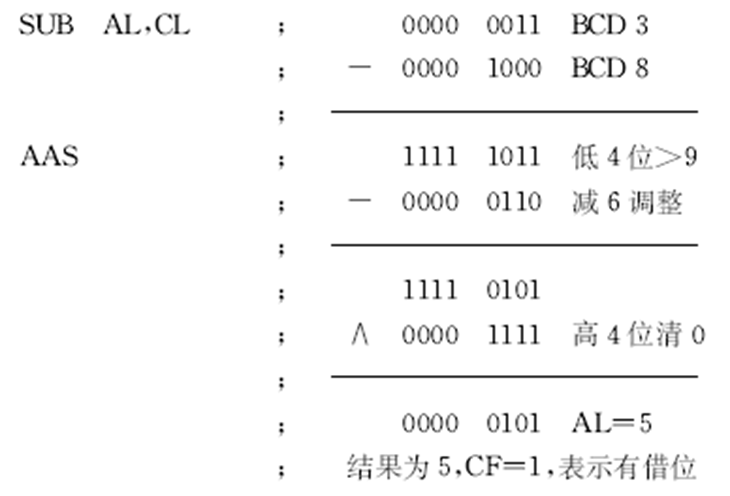 SUB AL,CL ; 0000 0011 BCD 3
; － 0000 1000 BCD 8
;
AAS ; 1111 1011 低 4 位＞9
; － 0000 0110 减 6 调整
;
; 1111 0101
; ∧ 0000 1111 高 4 位清 0
;
; 0000 0101 AL＝5
; 结果为 5,CF＝1,表示有借位